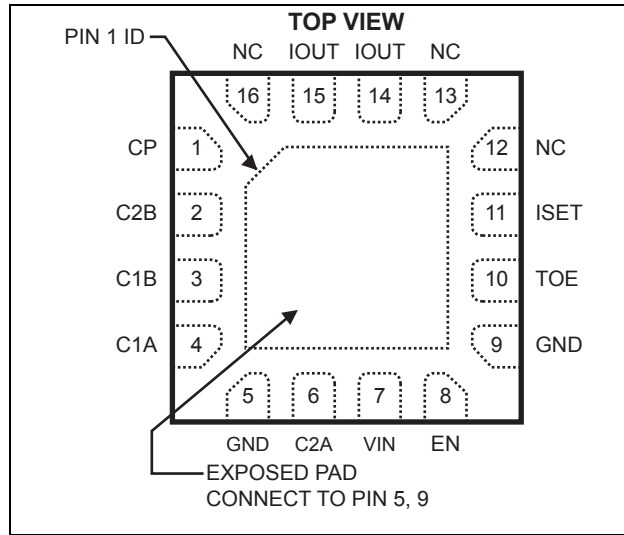 TOP VIEW
PIN 1 ID
NC IOUT IOUT NC
16 15 14 13
CP 1 12 NC
C2B 2 11 ISET
C1B 3 10 TOE
C1A 4 9 GND
5 6 7 8
GND C2A VIN EN
EXPOSED PAD
CONNECT TO PIN 5, 9